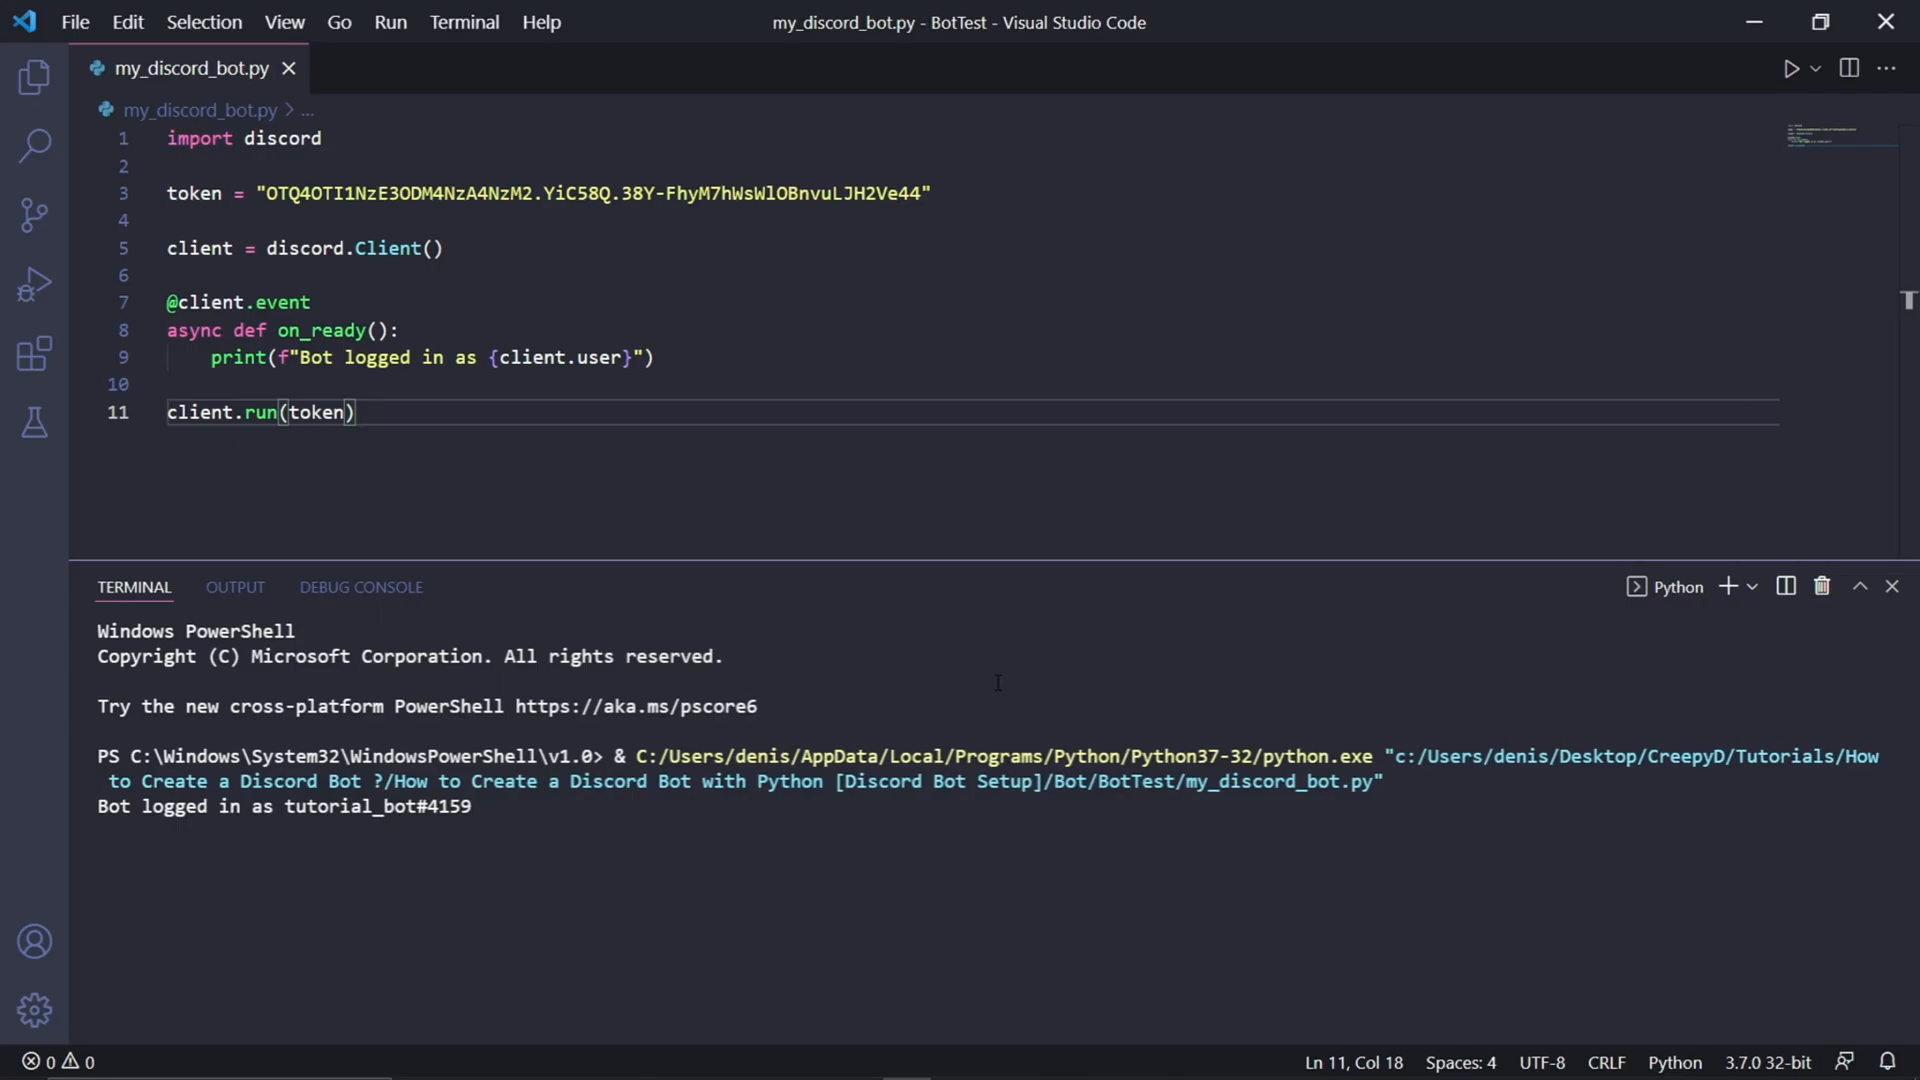 File Edit Selection View Go Run Terminal Help
my_discord_bot.py - BotTest - Visual Studio Code
my_discord_bot.py
my_discord_bot.py > ...
1 import discord
2
3 token = "OTQ4OTI1NzE3ODM4NzA4NzM2.YiC58Q.38Y-FhyM7hWsWlOBnvuLJH2Ve44"
4
5 client = discord.Client()
6
7 @client.event
8 async def on_ready():
9 print(f"Bot logged in as {client.user}")
10
11 client.run(token)
TERMINAL OUTPUT DEBUG CONSOLE
Python
Windows PowerShell
Copyright (C) Microsoft Corporation. All rights reserved.
Try the new cross-platform PowerShell https://aka.ms/pscore6
PS C:\Windows\System32\WindowsPowerShell\v1.0> & C:/Users/denis/AppData/Local/Programs/Python/Python37-32/python.exe "c:/Users/denis/Desktop/CreepyD/Tutorials/How
to Create a Discord Bot ?/How to Create a Discord Bot with Python [Discord Bot Setup]/Bot/BotTest/my_discord_bot.py"
Bot logged in as tutorial_bot#4159
0 0
Ln 11, Col 18 Spaces: 4 UTF-8 CRLF Python 3.7.0 32-bit